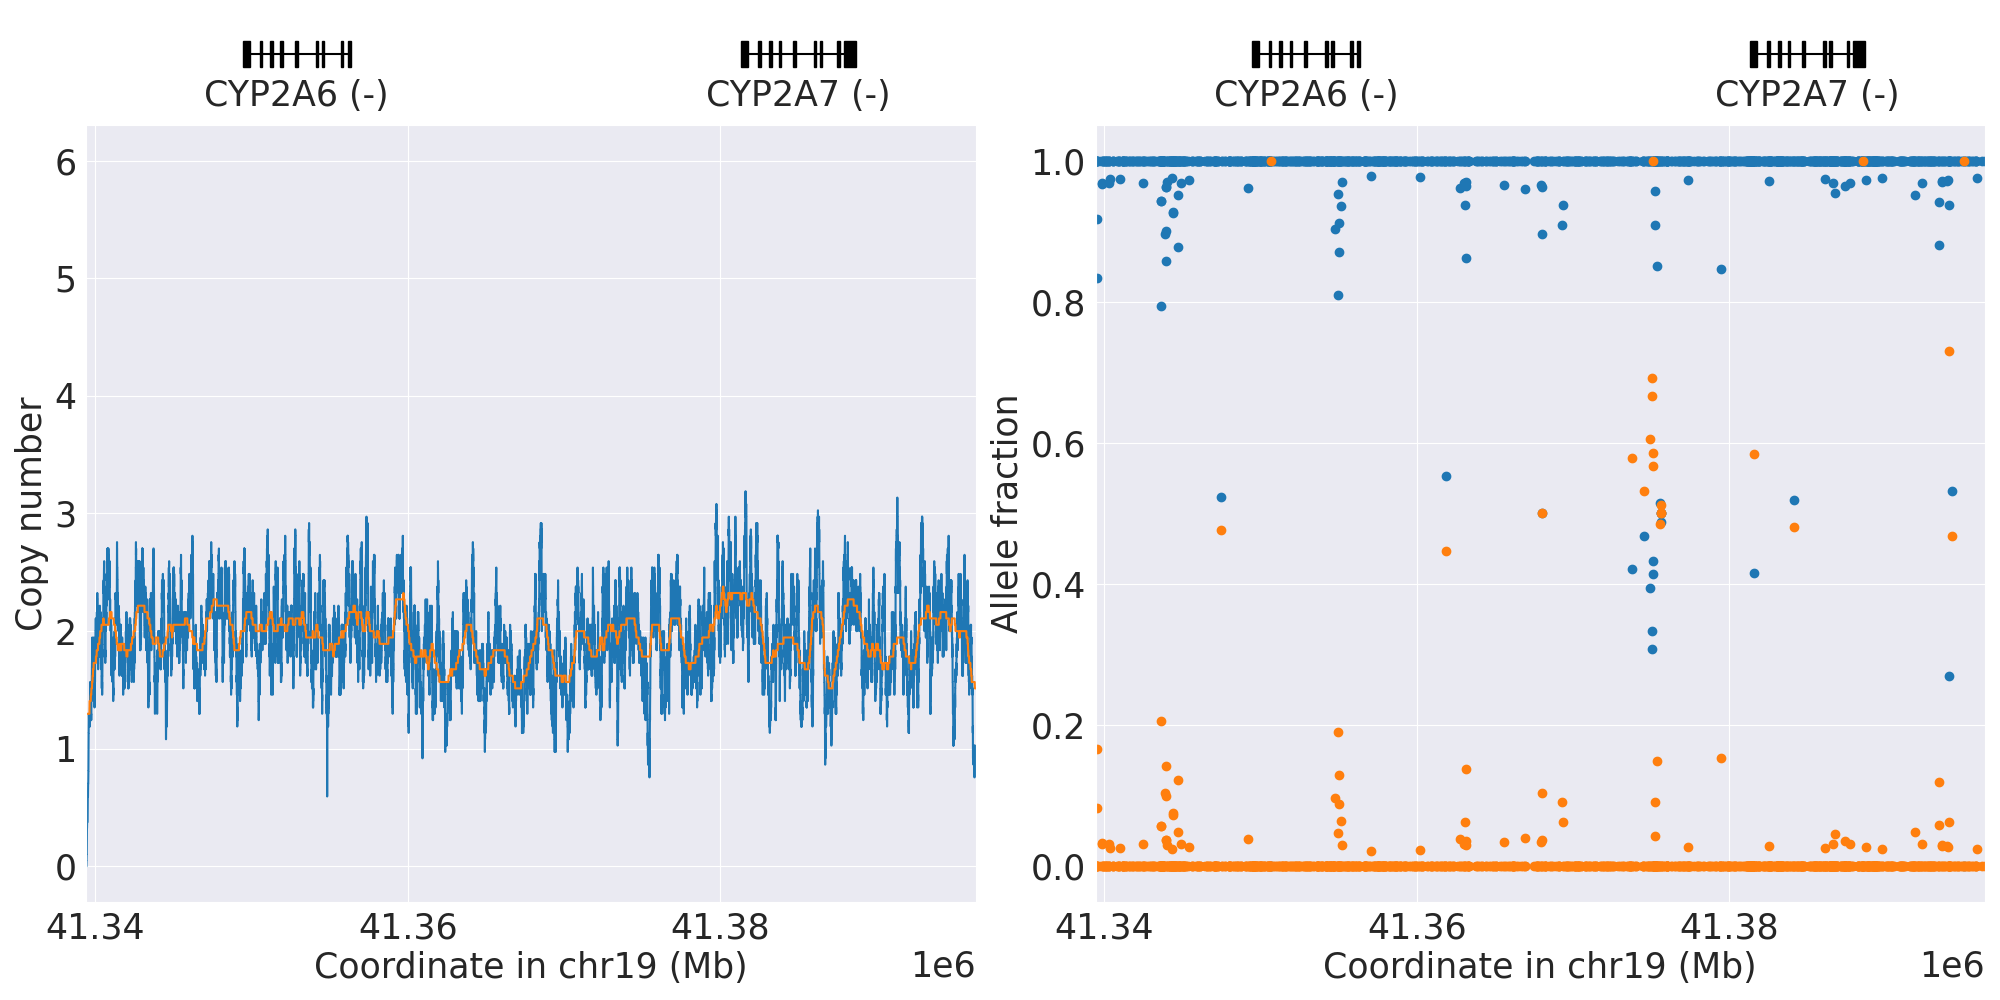 CYP2A6 (-)
CYP2A7 (-)
6
5
4
3
2
1
0
Copy number
41.34
41.36
41.38
Coordinate in chr19 (Mb)
1e6
CYP2A6 (-)
CYP2A7 (-)
1.0
0.8
0.6
0.4
0.2
0.0
Allele fraction
41.34
41.36
41.38
Coordinate in chr19 (Mb)
1e6